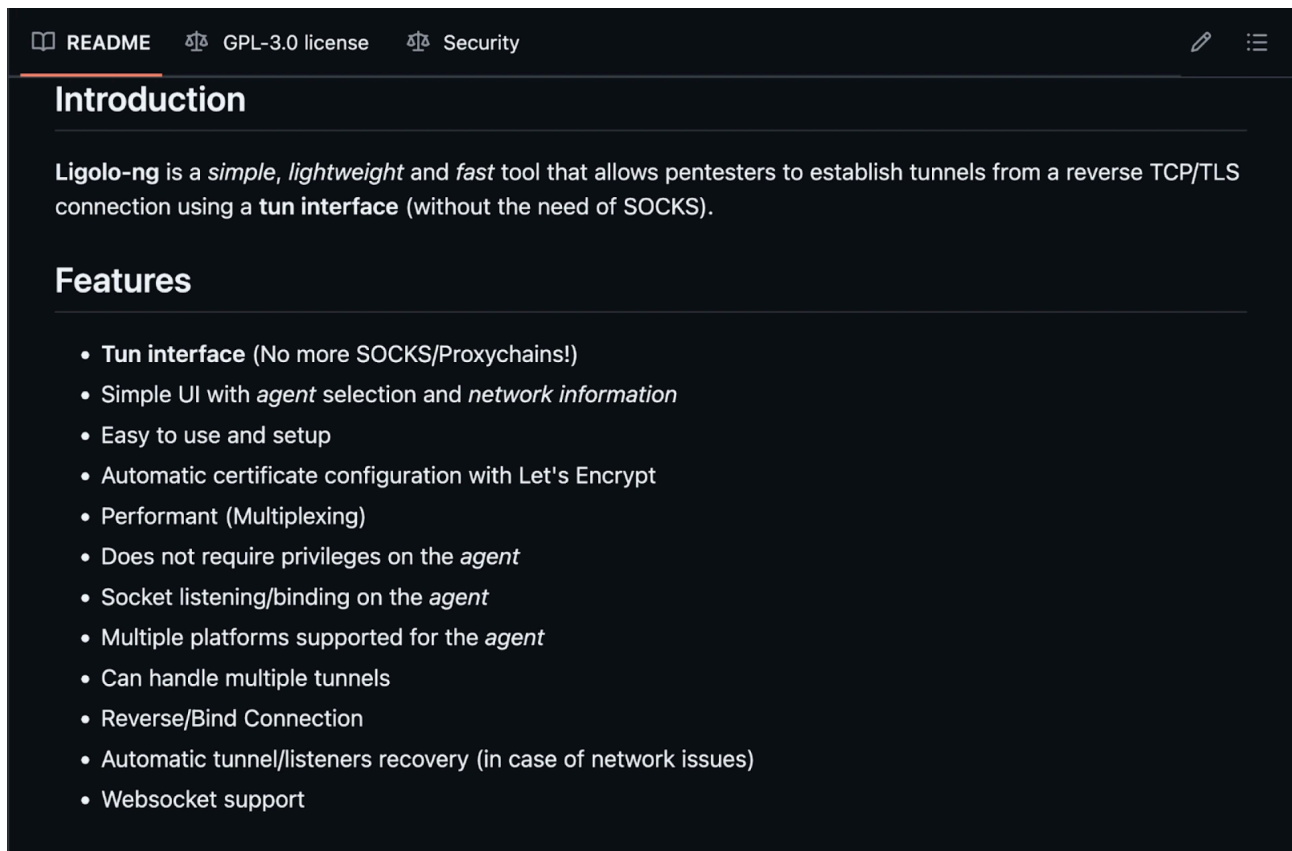 README GPL-3.0 license Security
Introduction
Ligolo-ng is a simple, lightweight and fast tool that allows pentesters to establish tunnels from a reverse TCP/TLS
connection using a tun interface (without the need of SOCKS).
Features
• Tun interface (No more SOCKS/Proxychains!)
• Simple UI with agent selection and network information
• Easy to use and setup
• Automatic certificate configuration with Let's Encrypt
• Performant (Multiplexing)
• Does not require privileges on the agent
• Socket listening/binding on the agent
• Multiple platforms supported for the agent
• Can handle multiple tunnels
• Reverse/Bind Connection
• Automatic tunnel/listeners recovery (in case of network issues)
• Websocket support